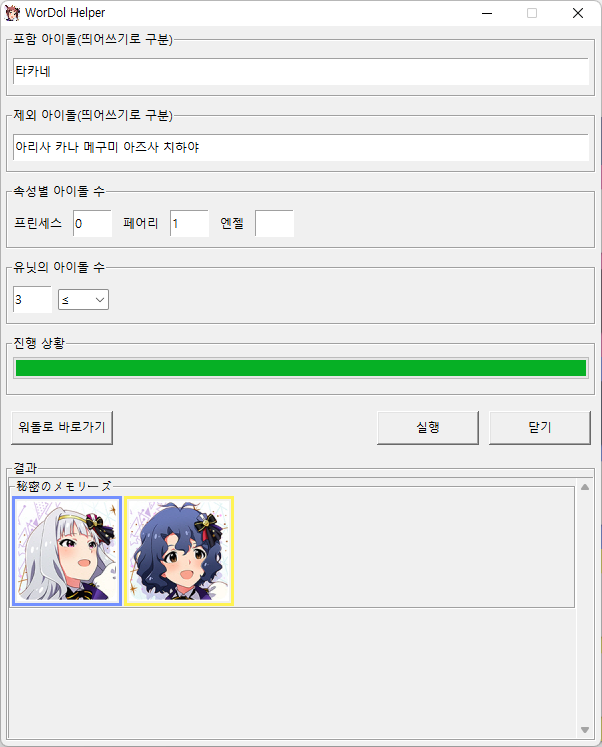 WorDol Helper
포함 아이돌(띄어쓰기로 구분)
타카네
제외 아이돌(띄어쓰기로 구분)
아리사 카나 메구미 아즈사 치하야
속성별 아이돌 수
프린세스 0 페어리 1 엔젤
유닛의 아이돌 수
3 ≤
진행 상황
워돌로 바로가기 실행 닫기
결과
秘密のメモリーズ